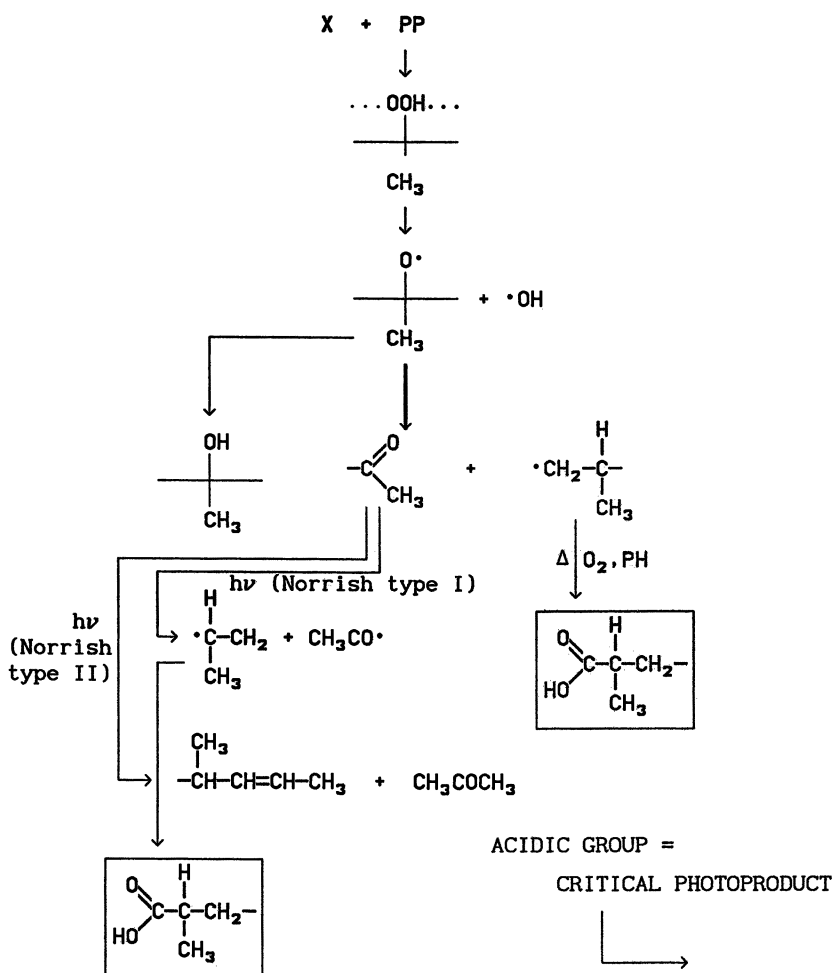 X + PP
...OOH...
CH₃
O•
+ •OH
CH₃
OH
CH₃
–C=O
CH₃
+
H
•CH₂–C–
CH₃
Δ O₂, PH
hν (Norrish type I)
hν
(Norrish
type II)
H
•C–CH₂ + CH₃CO•
CH₃
O H
C–C–CH₂–
HO CH₃
CH₃
–CH–CH=CH–CH₃ + CH₃COCH₃
ACIDIC GROUP =
CRITICAL PHOTOPRODUCT
O H
C–C–CH₂–
HO CH₃